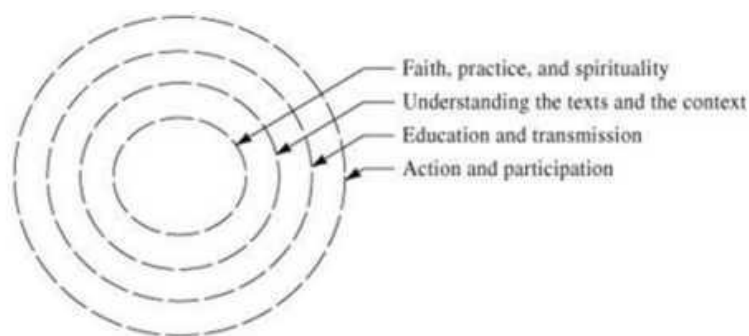 Faith, practice, and spirituality
Understanding the texts and the context
Education and transmission
Action and participation